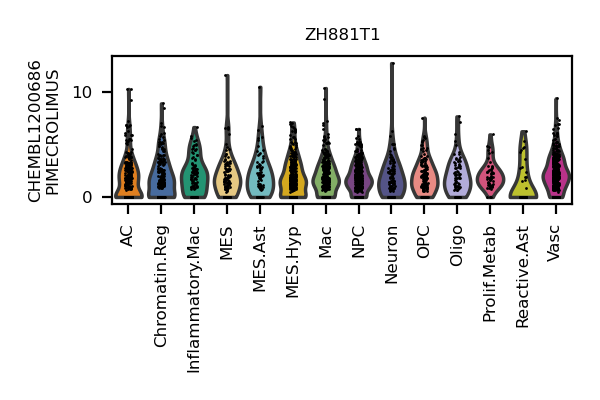 ZH881T1
CHEMBL1200686
PIMECROLIMUS
10
0
AC
Chromatin.Reg
Inflammatory.Mac
MES
MES.Ast
MES.Hyp
Mac
NPC
Neuron
OPC
Oligo
Prolif.Metab
Reactive.Ast
Vasc